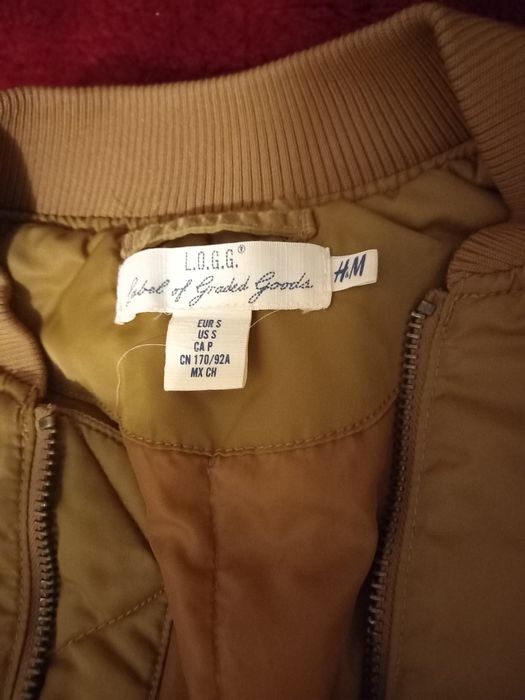 L.O.G.G.®
Label of Graded Goods.
H&M
EUR S
US S
CA P
CN 170/92A
MX CH